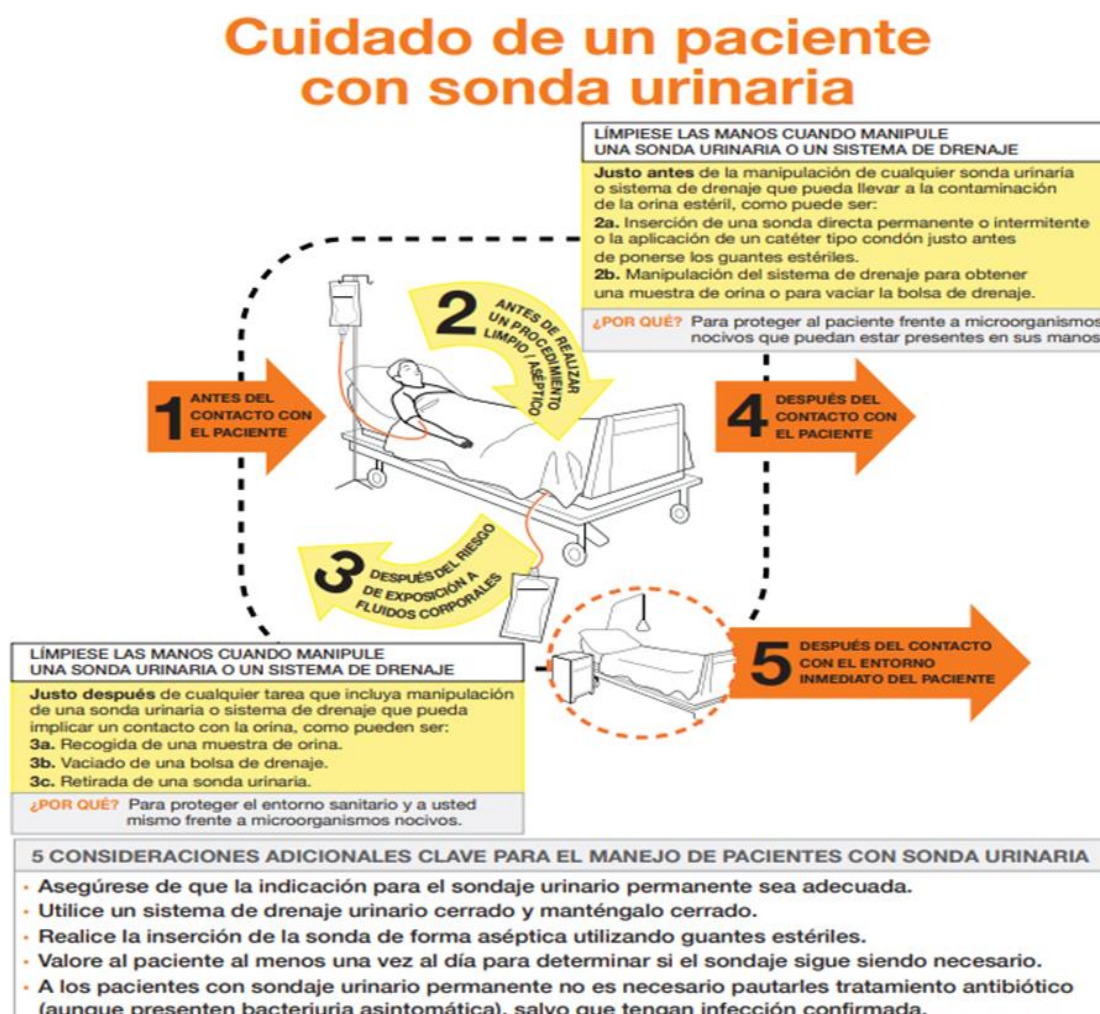 Cuidado de un paciente
con sonda urinaria
LÍMPIESE LAS MANOS CUANDO MANIPULE
UNA SONDA URINARIA O UN SISTEMA DE DRENAJE
Justo antes de la manipulación de cualquier sonda urinaria
o sistema de drenaje que pueda llevar a la contaminación
de la orina estéril, como puede ser:
2a. Inserción de una sonda directa permanente o intermitente
o la aplicación de un catéter tipo condón justo antes
de ponerse los guantes estériles.
2b. Manipulación del sistema de drenaje para obtener
una muestra de orina o para vaciar la bolsa de drenaje.
¿POR QUÉ? Para proteger al paciente frente a microorganismos
nocivos que puedan estar presentes en sus manos
1
ANTES DEL
CONTACTO CON
EL PACIENTE
2
ANTES DE REALIZAR
UN PROCEDIMIENTO
LIMPIO / ASÉPTICO
3
DESPUÉS DEL RIESGO
DE EXPOSICIÓN A
FLUIDOS CORPORALES
4
DESPUÉS DEL
CONTACTO CON
EL PACIENTE
5
DESPUÉS DEL CONTACTO
CON EL ENTORNO
INMEDIATO DEL PACIENTE
LÍMPIESE LAS MANOS CUANDO MANIPULE
UNA SONDA URINARIA O UN SISTEMA DE DRENAJE
Justo después de cualquier tarea que incluya manipulación
de una sonda urinaria o sistema de drenaje que pueda
implicar un contacto con la orina, como pueden ser:
3a. Recogida de una muestra de orina.
3b. Vaciado de una bolsa de drenaje.
3c. Retirada de una sonda urinaria.
¿POR QUÉ? Para proteger el entorno sanitario y a usted
mismo frente a microorganismos nocivos.
5 CONSIDERACIONES ADICIONALES CLAVE PARA EL MANEJO DE PACIENTES CON SONDA URINARIA
· Asegúrese de que la indicación para el sondaje urinario permanente sea adecuada.
· Utilice un sistema de drenaje urinario cerrado y manténgalo cerrado.
· Realice la inserción de la sonda de forma aséptica utilizando guantes estériles.
· Valore al paciente al menos una vez al día para determinar si el sondaje sigue siendo necesario.
· A los pacientes con sondaje urinario permanente no es necesario pautarles tratamiento antibiótico
(aunque presenten bacteriuria asintomática), salvo que tengan infección confirmada.